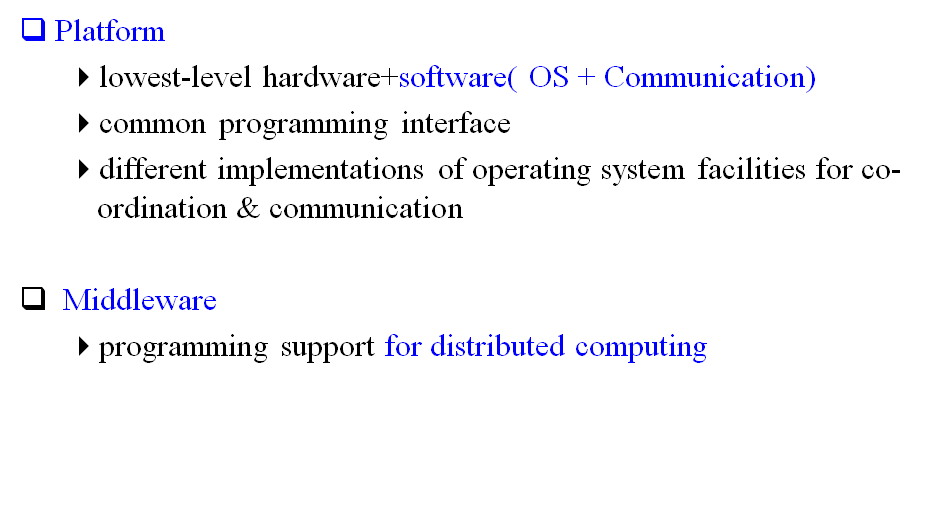 ❑ Platform
lowest-level hardware+software( OS + Communication)
common programming interface
different implementations of operating system facilities for co-
ordination & communication
❑ Middleware
programming support for distributed computing